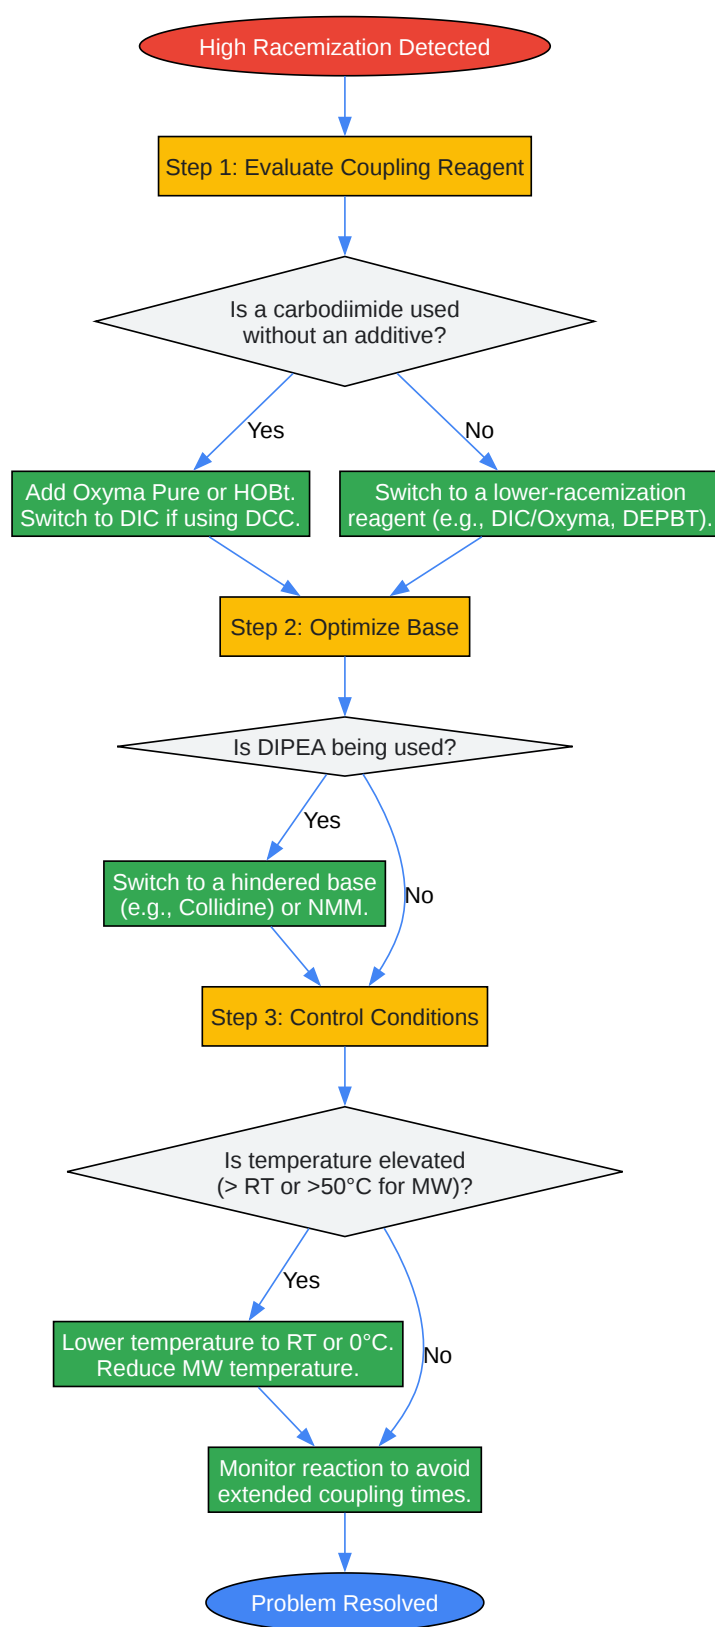 High Racemization Detected
Step 1: Evaluate Coupling Reagent
Is a carbodiimide used
without an additive?
Yes
No
Add Oxyma Pure or HOBt.
Switch to DIC if using DCC.
Switch to a lower-racemization
reagent (e.g., DIC/Oxyma, DEPBT).
Step 2: Optimize Base
Is DIPEA being used?
Yes
Switch to a hindered base
(e.g., Collidine) or NMM.
No
Step 3: Control Conditions
Is temperature elevated
(> RT or >50°C for MW)?
Yes
Lower temperature to RT or 0°C.
Reduce MW temperature.
No
Monitor reaction to avoid
extended coupling times.
Problem Resolved